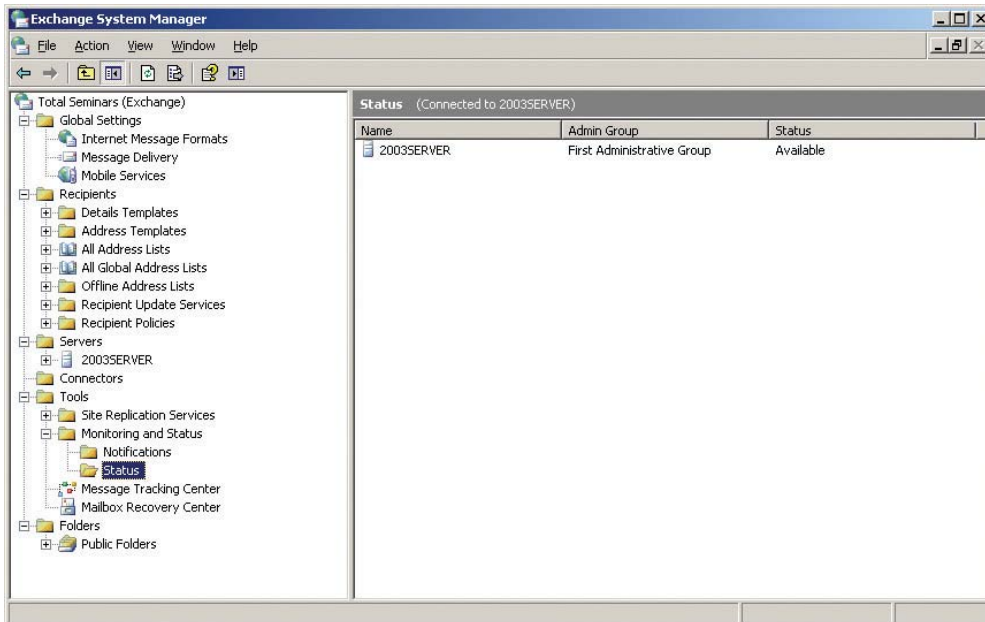 Exchange System Manager
File Action View Window Help
Total Seminars (Exchange)
Global Settings
Internet Message Formats
Message Delivery
Mobile Services
Recipients
Details Templates
Address Templates
All Address Lists
All Global Address Lists
Offline Address Lists
Recipient Update Services
Recipient Policies
Servers
2003SERVER
Connectors
Tools
Site Replication Services
Monitoring and Status
Notifications
Status
Message Tracking Center
Mailbox Recovery Center
Folders
Public Folders
Status (Connected to 2003SERVER)
Name Admin Group Status
2003SERVER First Administrative Group Available